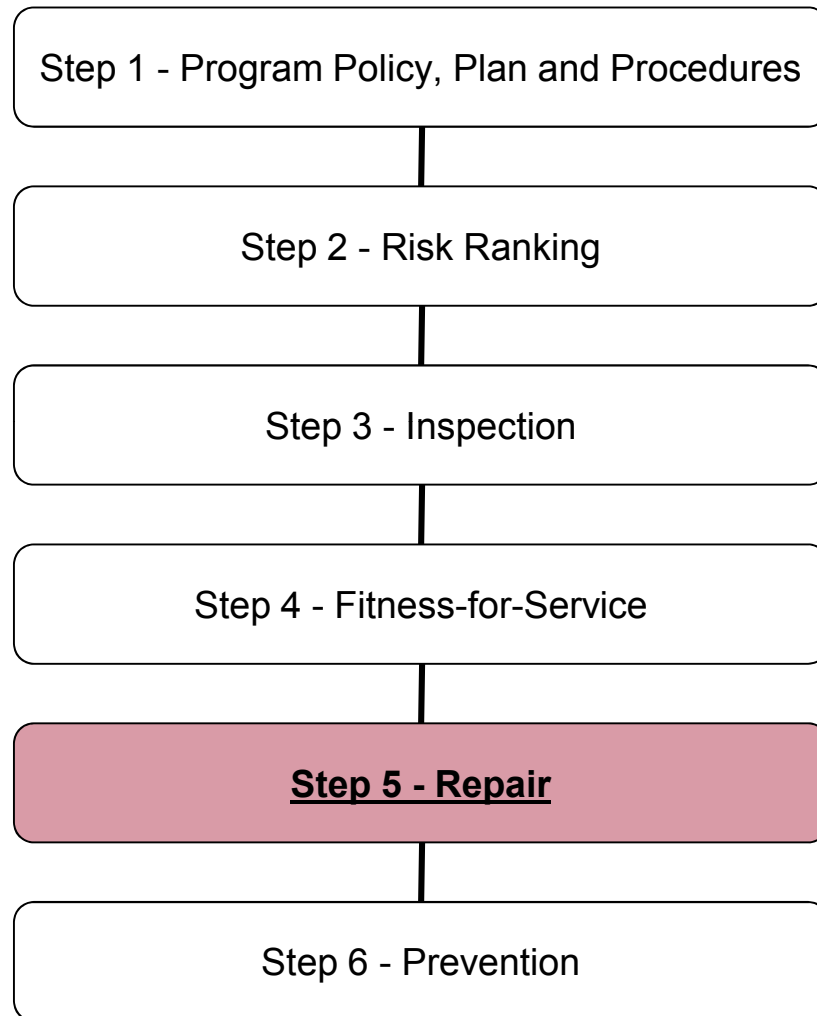 Step 1 - Program Policy, Plan and Procedures
Step 2 - Risk Ranking
Step 3 - Inspection
Step 4 - Fitness-for-Service
Step 5 - Repair
Step 6 - Prevention